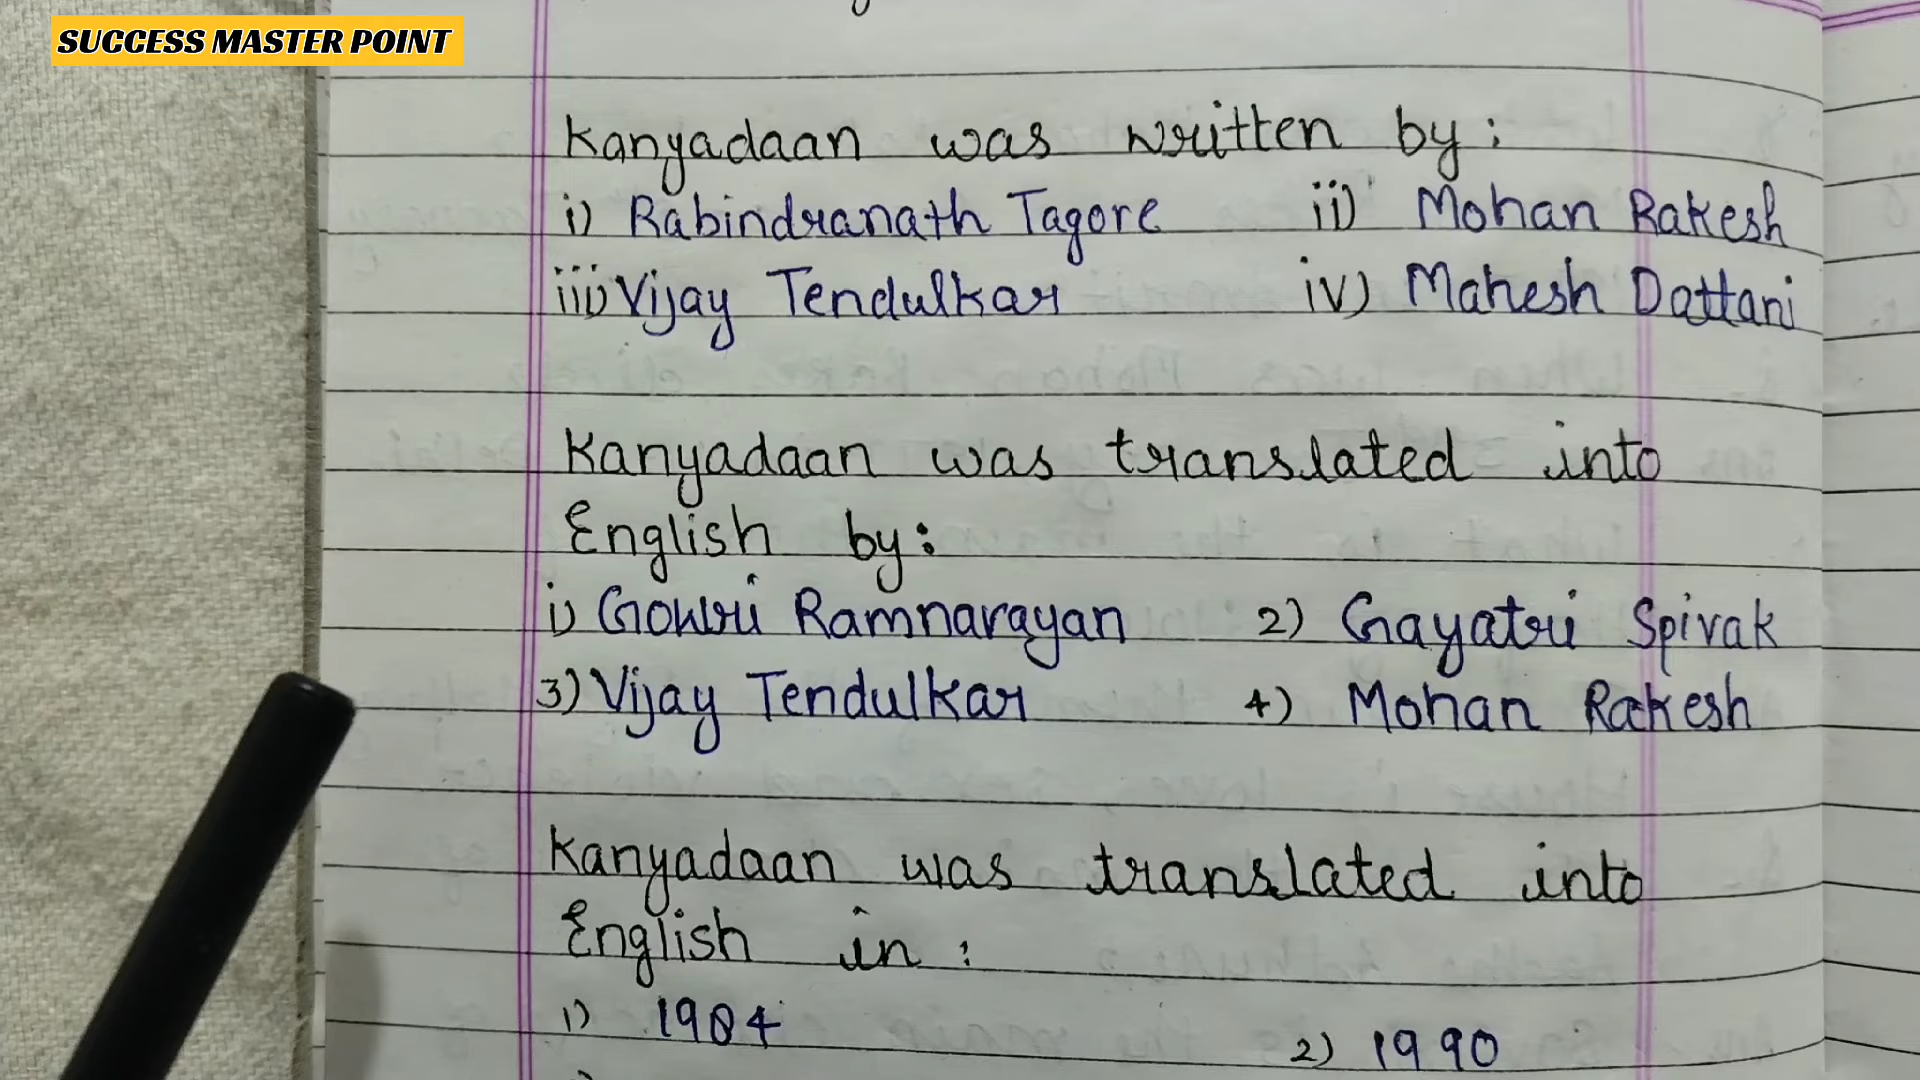 SUCCESS MASTER POINT
Kanyadaan was written by:
i) Rabindranath Tagore ii) Mohan Rakesh
iii) Vijay Tendulkar iv) Mahesh Dattani
Kanyadaan was translated into
English by:
1) Gowri Ramnarayan 2) Gayatri Spivak
3) Vijay Tendulkar 4) Mohan Rakesh
Kanyadaan was translated into
English in:
1) 1984 2) 1990